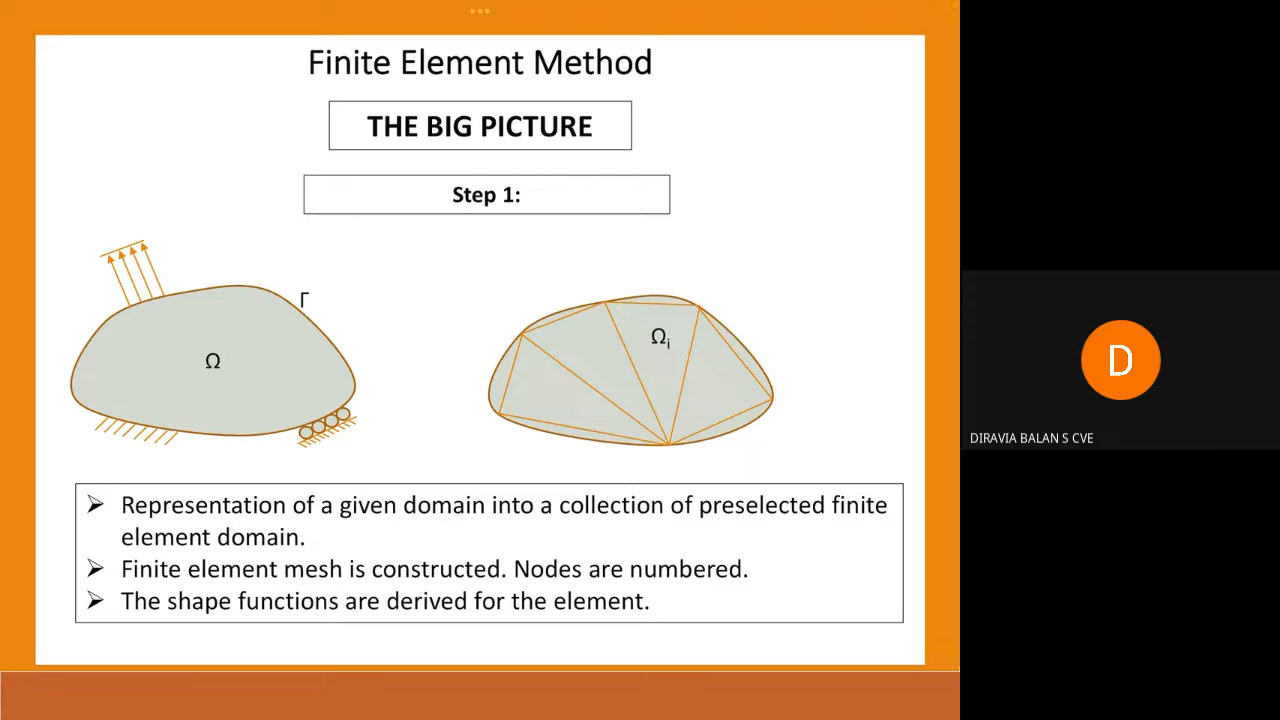 Finite Element Method
THE BIG PICTURE
Step 1:
Γ
Ω
Ωi
➢ Representation of a given domain into a collection of preselected finite
element domain.
➢ Finite element mesh is constructed. Nodes are numbered.
➢ The shape functions are derived for the element.
D
DIRAVIA BALAN S CVE